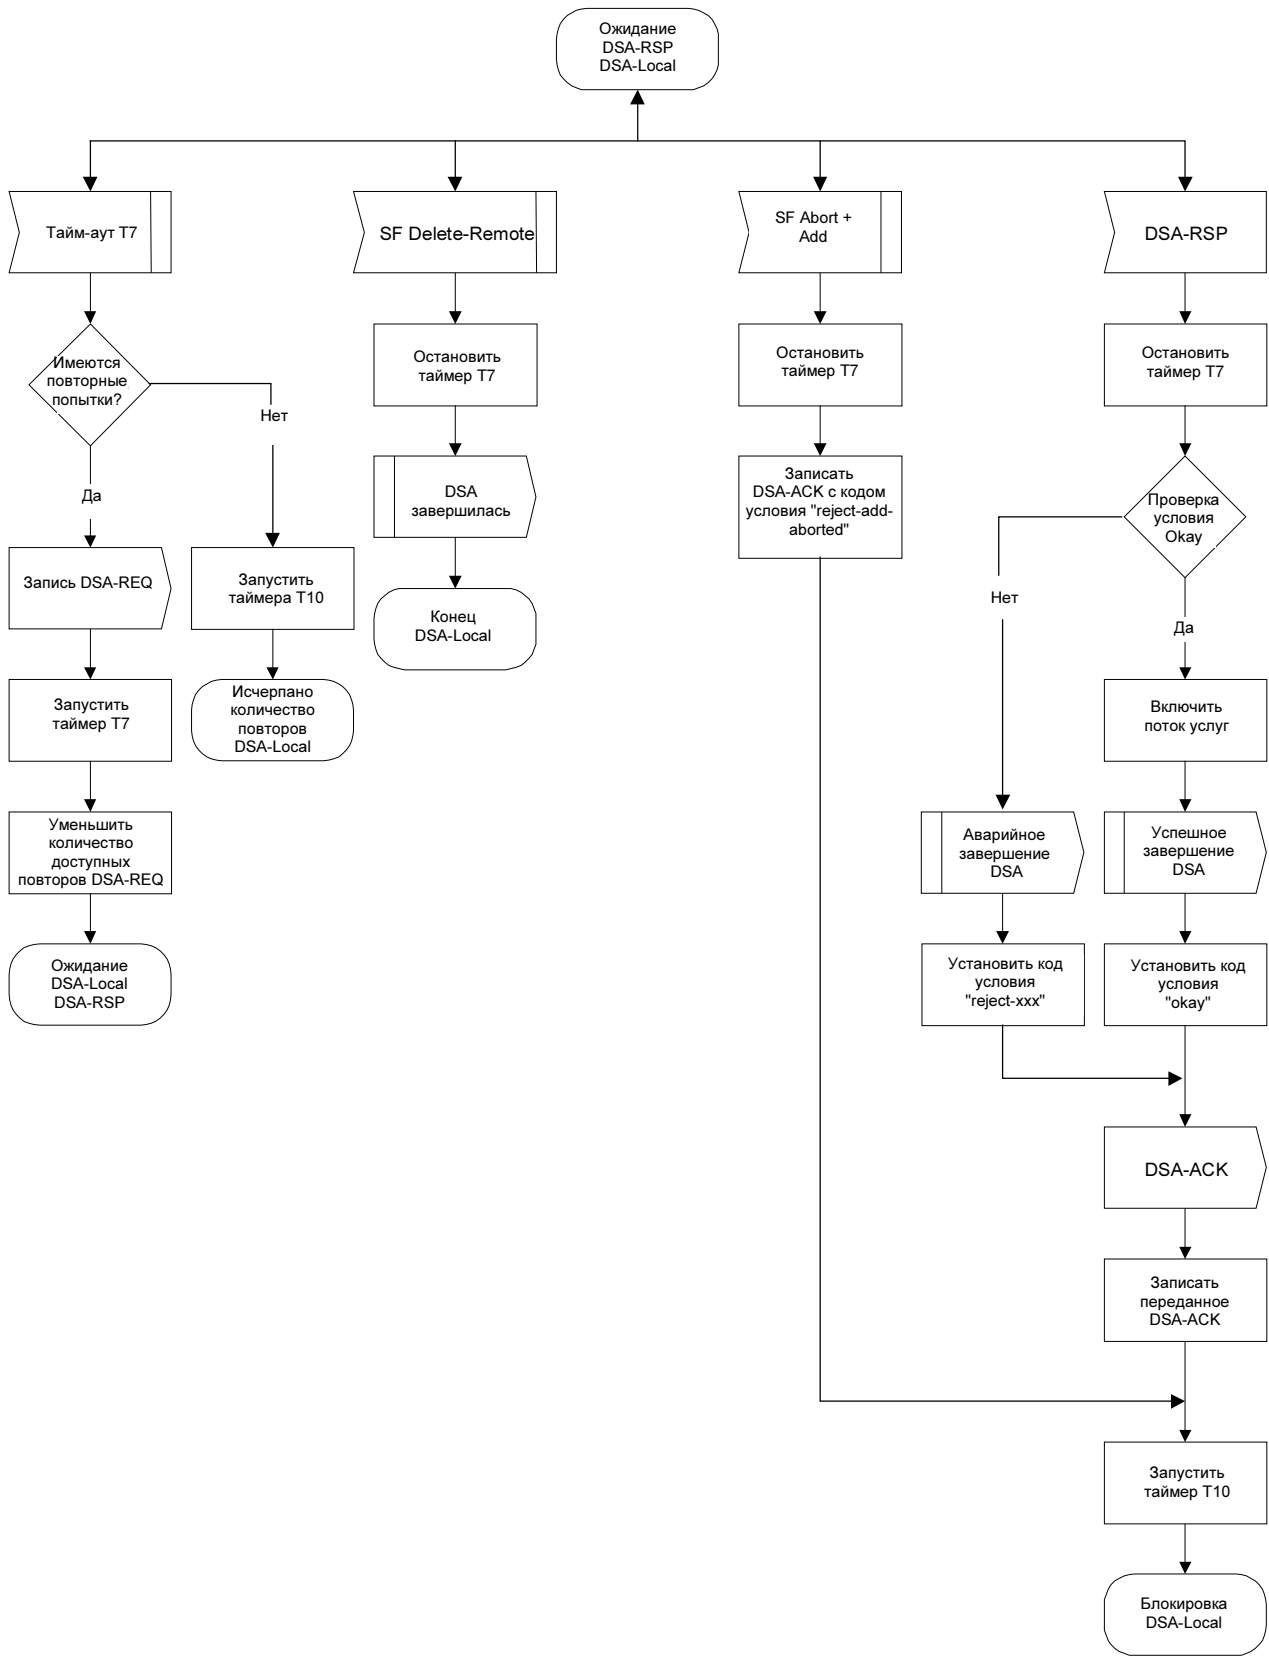 Ожидание
DSA-RSP
DSA-Local
Тайм-аут T7
SF Delete-Remote
SF Abort +
Add
DSA-RSP
Имеются
повторные
попытки?
Нет
Да
Остановить
таймер T7
Остановить
таймер T7
Остановить
таймер T7
DSA
завершилась
Записать
DSA-ACK с кодом
условия "reject-add-
aborted"
Проверка
условия
Okay
Запись DSA-REQ
Запустить
таймера T10
Конец
DSA-Local
Нет
Да
Запустить
таймер T7
Исчерпано
количество
повторов
DSA-Local
Включить
поток услуг
Уменьшить
количество
доступных
повторов DSA-REQ
Аварийное
завершение
DSA
Успешное
завершение
DSA
Ожидание
DSA-Local
DSA-RSP
Установить код
условия
"reject-xxx"
Установить код
условия
"okay"
DSA-ACK
Записать
переданное
DSA-ACK
Запустить
таймер T10
Блокировка
DSA-Local